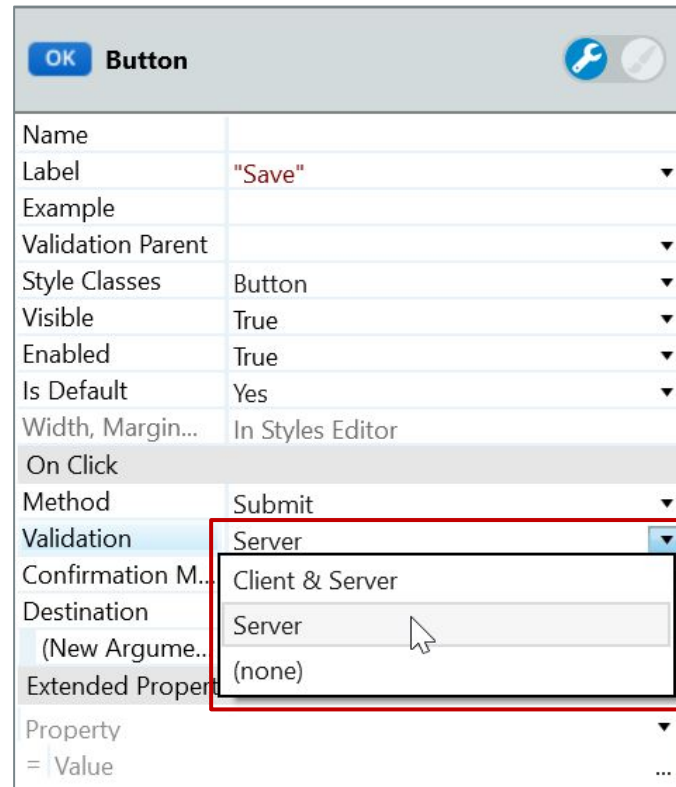 OK Button
Name
Label "Save"
Example
Validation Parent
Style Classes Button
Visible True
Enabled True
Is Default Yes
Width, Margin... In Styles Editor
On Click
Method Submit
Validation Server
Confirmation M... Client & Server
Destination Server
(New Argume... (none)
Extended Propert
Property
= Value ...